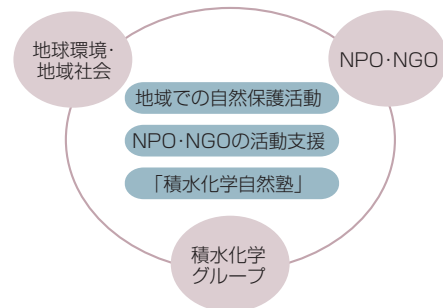 地球環境・
地域社会
NPO・NGO
地域での自然保護活動
NPO・NGOの活動支援
「積水化学自然塾」
積水化学
グループ